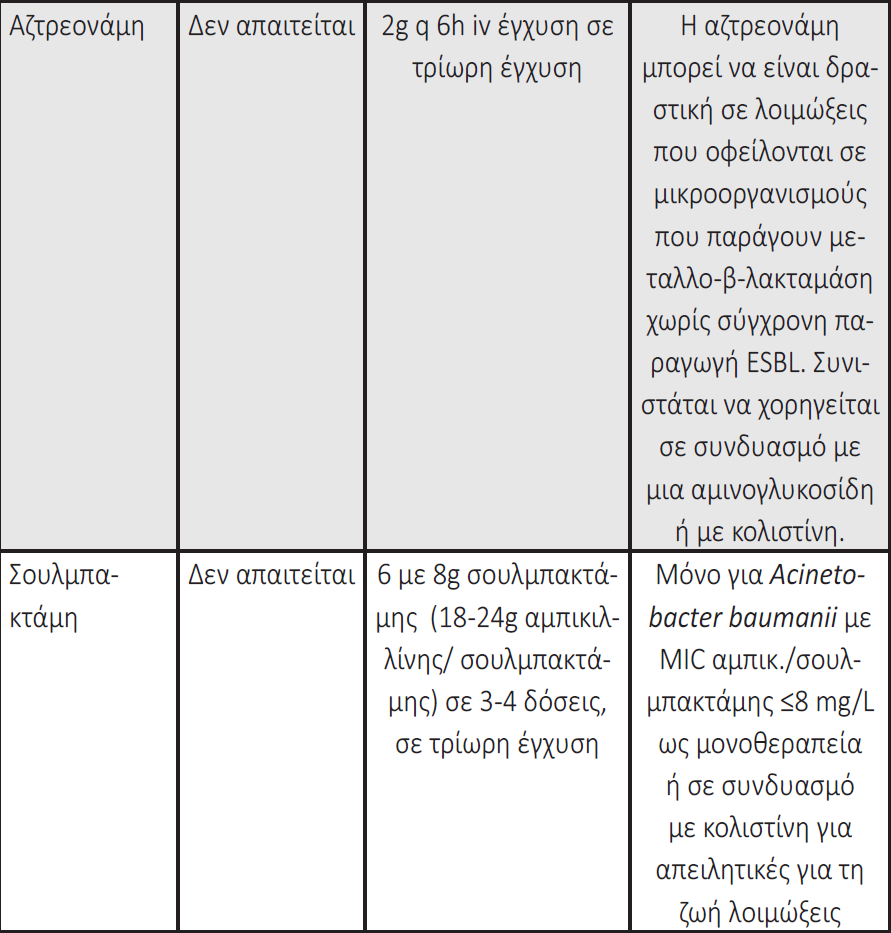 Αζτρεονάμη
Δεν απαιτείται
2g q 6h iv έγχυση σε
τρίωρη έγχυση
Η αζτρεονάμη
μπορεί να είναι δρα-
στική σε λοιμώξεις
που οφείλονται σε
μικροοργανισμούς
που παράγουν με-
ταλλο-β-λακταμάση
χωρίς σύγχρονη πα-
ραγωγή ESBL. Συνι-
στάται να χορηγείται
σε συνδυασμό με
μια αμινογλυκοσίδη
ή με κολιστίνη.
Σουλμπα-
κτάμη
Δεν απαιτείται
6 με 8g σουλμπακτά-
μης (18-24g αμπικιλ-
λίνης/ σουλμπακτά-
μης) σε 3-4 δόσεις,
σε τρίωρη έγχυση
Μόνο για Acineto-
bacter baumanii με
MIC αμπικ./σουλ-
μπακτάμης ≤8 mg/L
ως μονοθεραπεία
ή σε συνδυασμό
με κολιστίνη για
απειλητικές για τη
ζωή λοιμώξεις